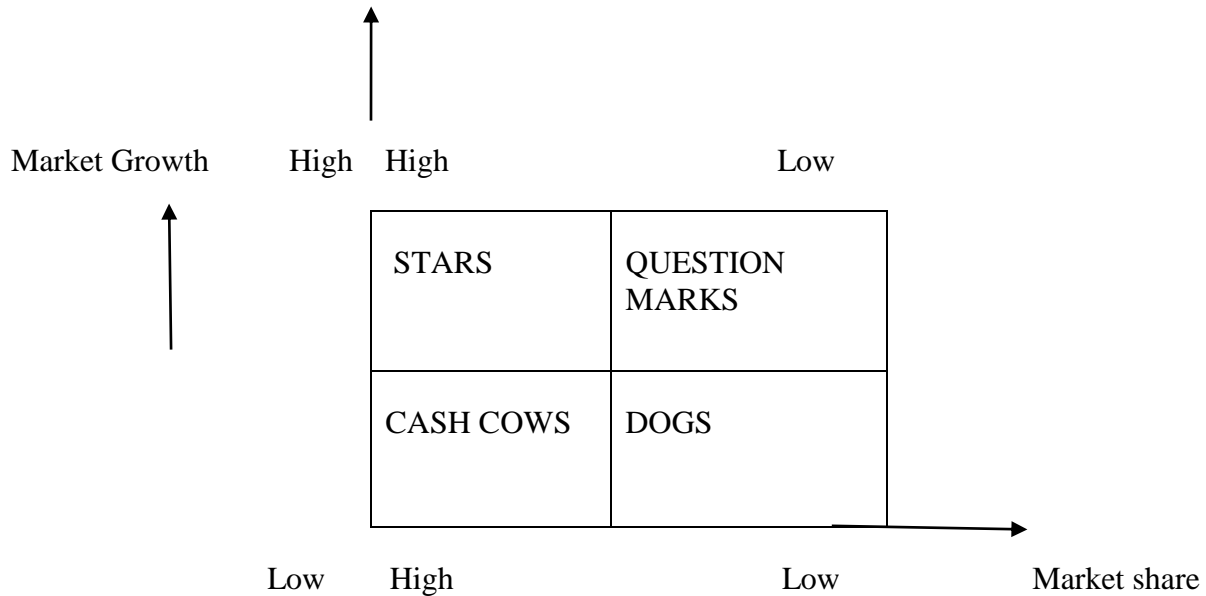 Market Growth High High Low
STARS QUESTION
MARKS
CASH COWS DOGS
Low High Low Market share